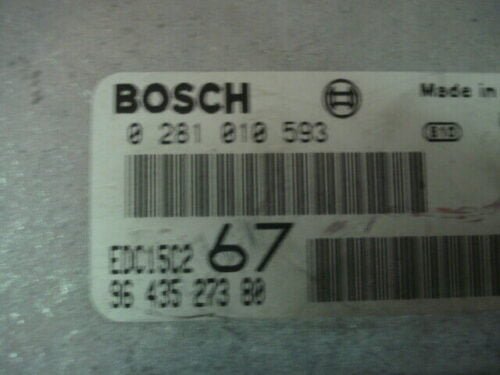 BOSCH Made in
0 281 010 593
EDC15C2 67
96 435 273 80